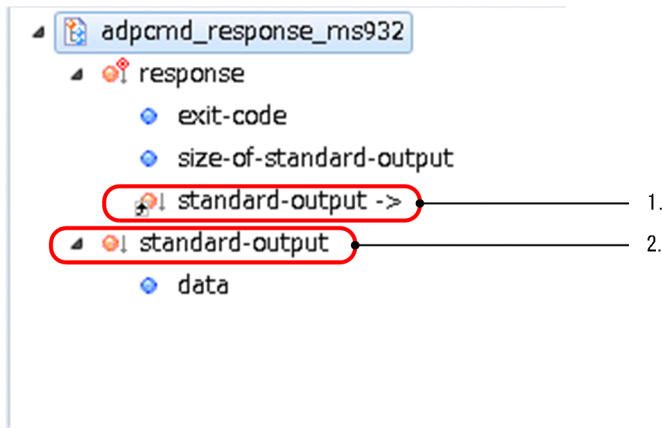 adpcmd_response_ms932
response
exit-code
size-of-standard-output
standard-output -> 1.
standard-output 2.
data